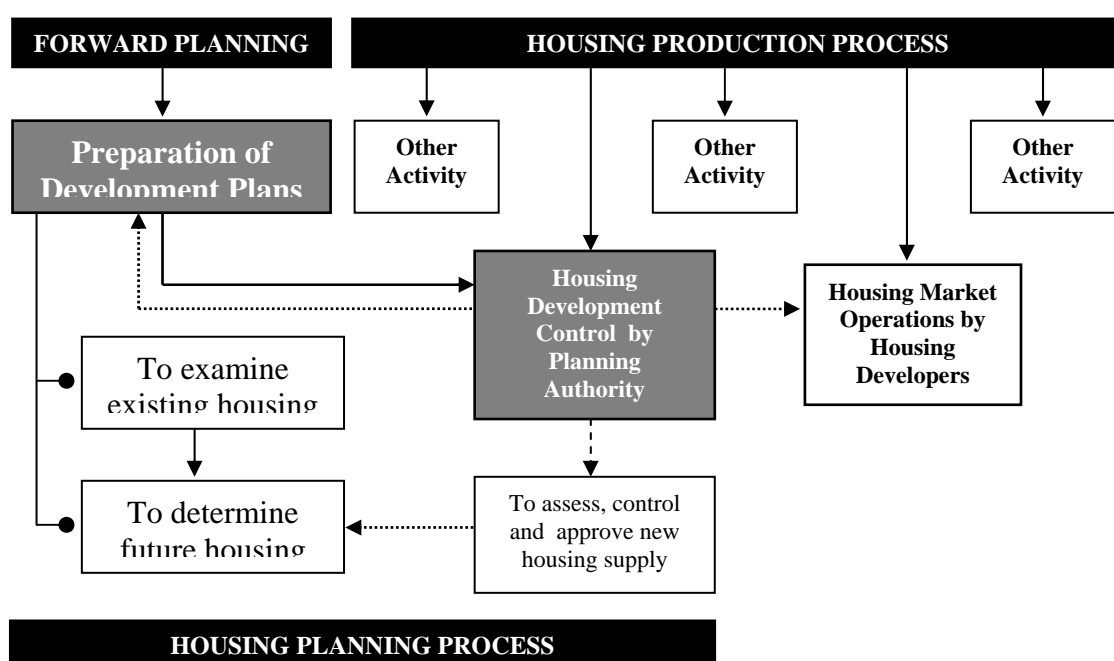 FORWARD PLANNING
HOUSING PRODUCTION PROCESS
Preparation of
Development Plans
Other
Activity
Other
Activity
Other
Activity
Housing
Development
Control by
Planning
Authority
Housing Market
Operations by
Housing
Developers
To examine
existing housing
To determine
future housing
To assess, control
and approve new
housing supply
HOUSING PLANNING PROCESS